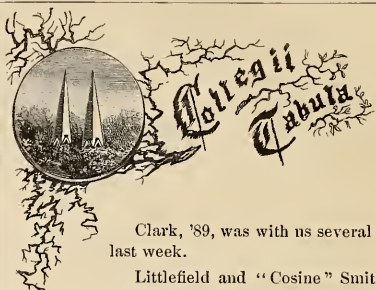 Collegii
Tabula
Clark, '89, was with us several
last week.
Littlefield and "Cosine" Smit